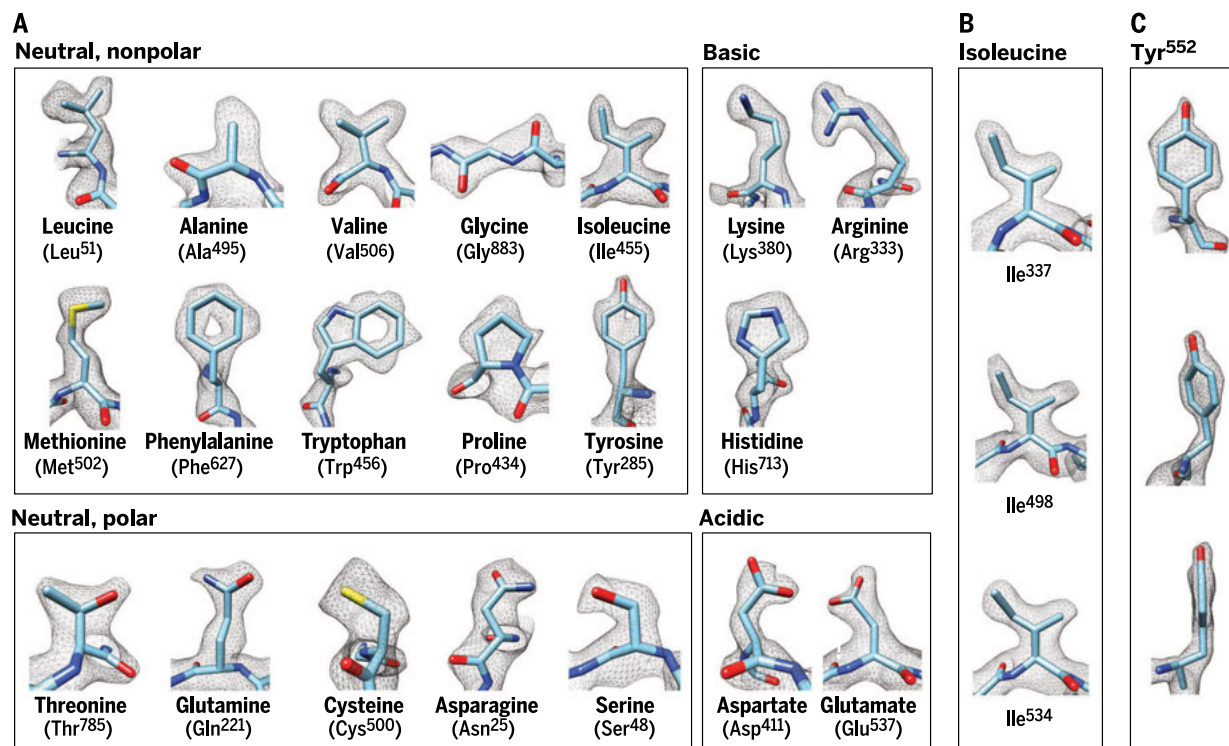 A
Neutral, nonpolar
Leucine
(Leu⁵¹)
Alanine
(Ala⁴⁹⁵)
Valine
(Val⁵⁰⁶)
Glycine
(Gly⁸⁸³)
Isoleucine
(Ile⁴⁵⁵)
Methionine
(Met⁵⁰²)
Phenylalanine
(Phe⁶²⁷)
Tryptophan
(Trp⁴⁵⁶)
Proline
(Pro⁴³⁴)
Tyrosine
(Tyr²⁸⁵)
Basic
Lysine
(Lys³⁸⁰)
Arginine
(Arg³³³)
Histidine
(His⁷¹³)
Neutral, polar
Threonine
(Thr⁷⁸⁵)
Glutamine
(Gln²²¹)
Cysteine
(Cys⁵⁰⁰)
Asparagine
(Asn²⁵)
Serine
(Ser⁴⁸)
Acidic
Aspartate
(Asp⁴¹¹)
Glutamate
(Glu⁵³⁷)
B
Isoleucine
Ile³³⁷
Ile⁴⁹⁸
Ile⁵³⁴
C
Tyr⁵⁵²